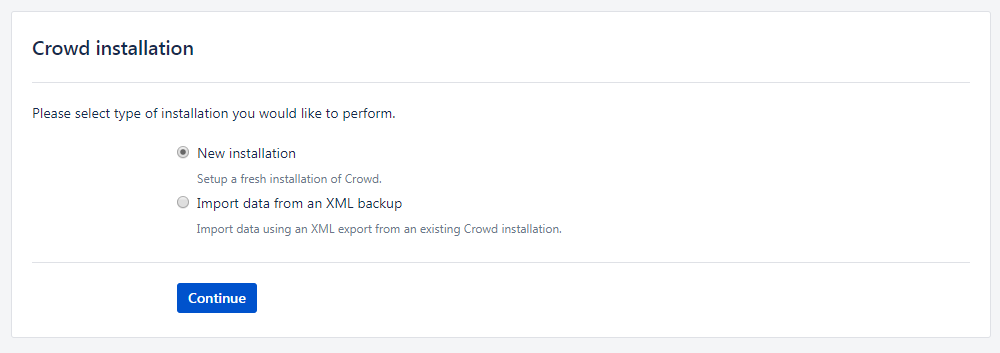 Crowd installation
Please select type of installation you would like to perform.
New installation
Setup a fresh installation of Crowd.
Import data from an XML backup
Import data using an XML export from an existing Crowd installation.
Continue